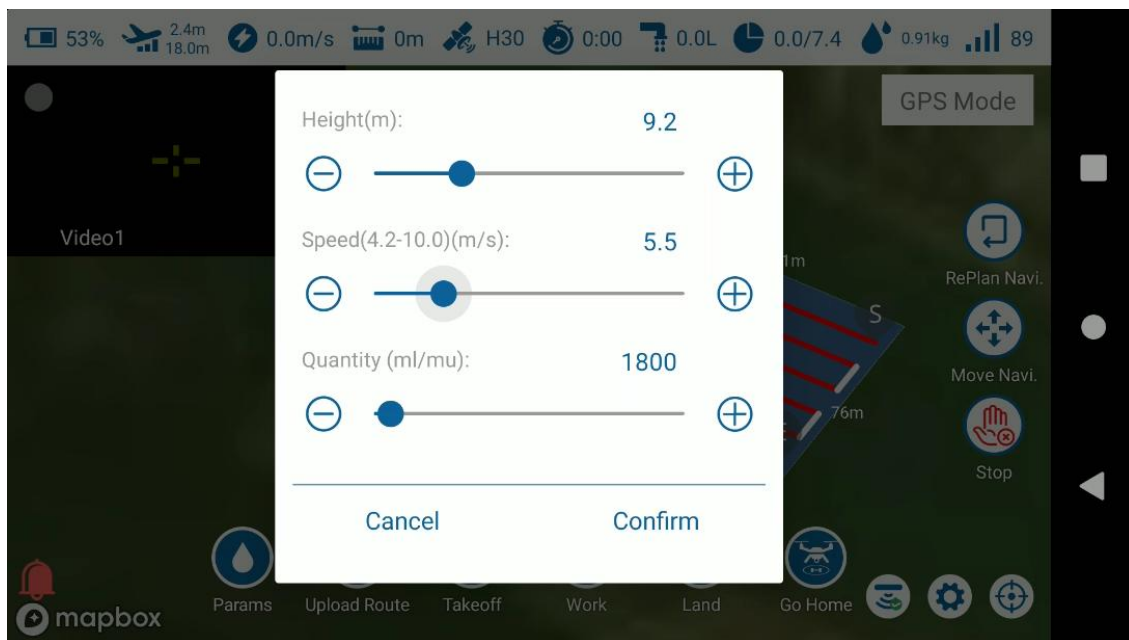 53%
2.4m
18.0m
0.0m/s
0m
H30
0:00
0.0L
0.0/7.4
0.91kg
89
GPS Mode
Height(m):
9.2
Video1
Speed(4.2-10.0)(m/s):
5.5
1m
RePlan Navi.
S
Quantity (ml/mu):
1800
Move Navi.
76m
Stop
Cancel
Confirm
Params
Upload Route
Takeoff
Work
Land
Go Home
mapbox